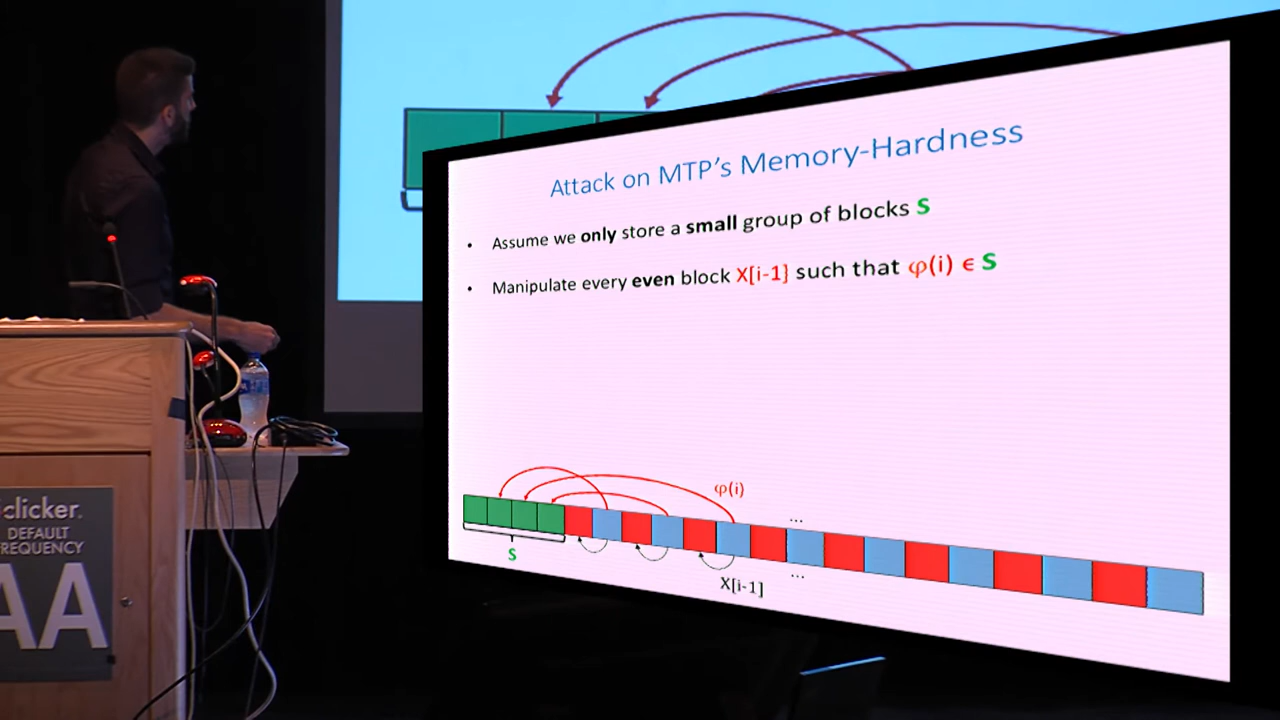 Attack on MTP's Memory-Hardness
• Assume we only store a small group of blocks S
• Manipulate every even block X[i-1] such that φ(i) ϵ S
φ(i)
...
S
...
X[i-1]
clicker.
DEFAULT
FREQUENCY
AA